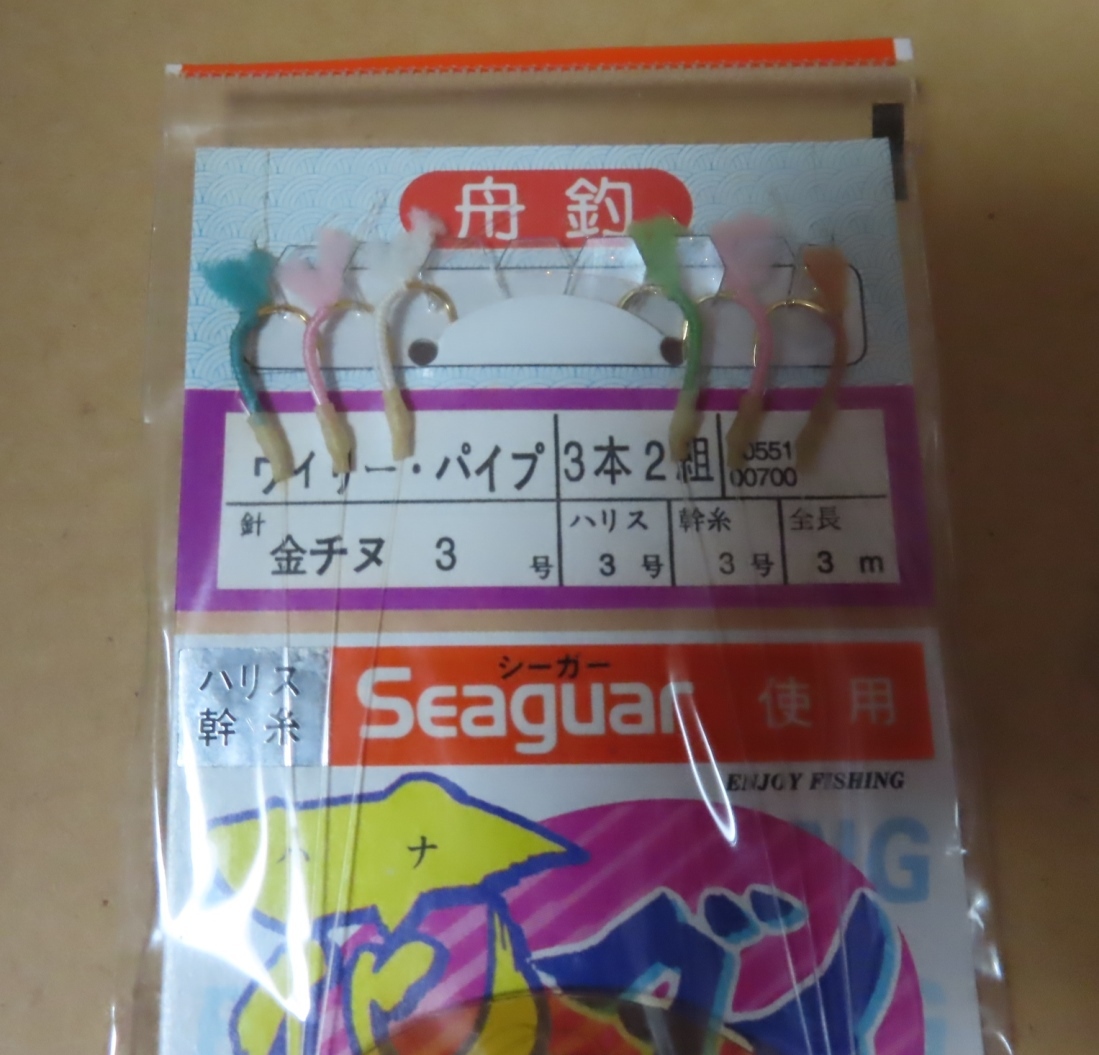 舟釣
ワイリー・パイプ 3本2組 0551
00700
針 金チヌ 3 号
ハリス 3 号
幹糸 3 号
全長 3 m
ハリス
幹糸
シーガー
Seaguar 使用
ENJOY FISHING
ハナ
NG